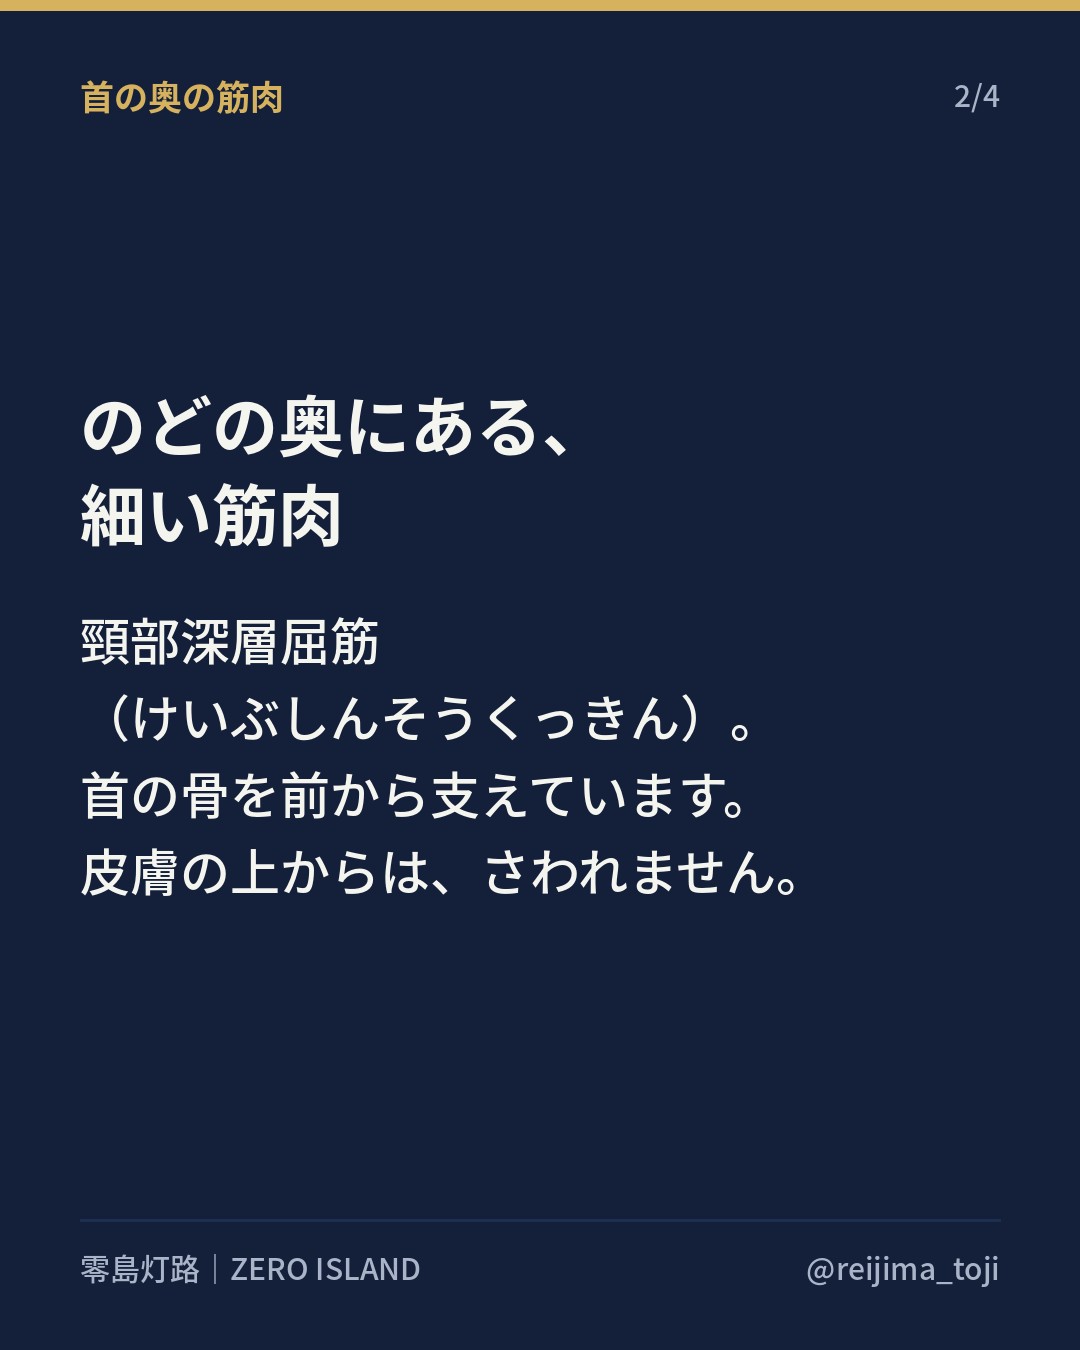 首の奥の筋肉
2/4
のどの奥にある、
細い筋肉
頸部深層屈筋
（けいぶしんそうくっきん）。
首の骨を前から支えています。
皮膚の上からは、さわれません。
零島灯路｜ZERO ISLAND
@reijima_toji